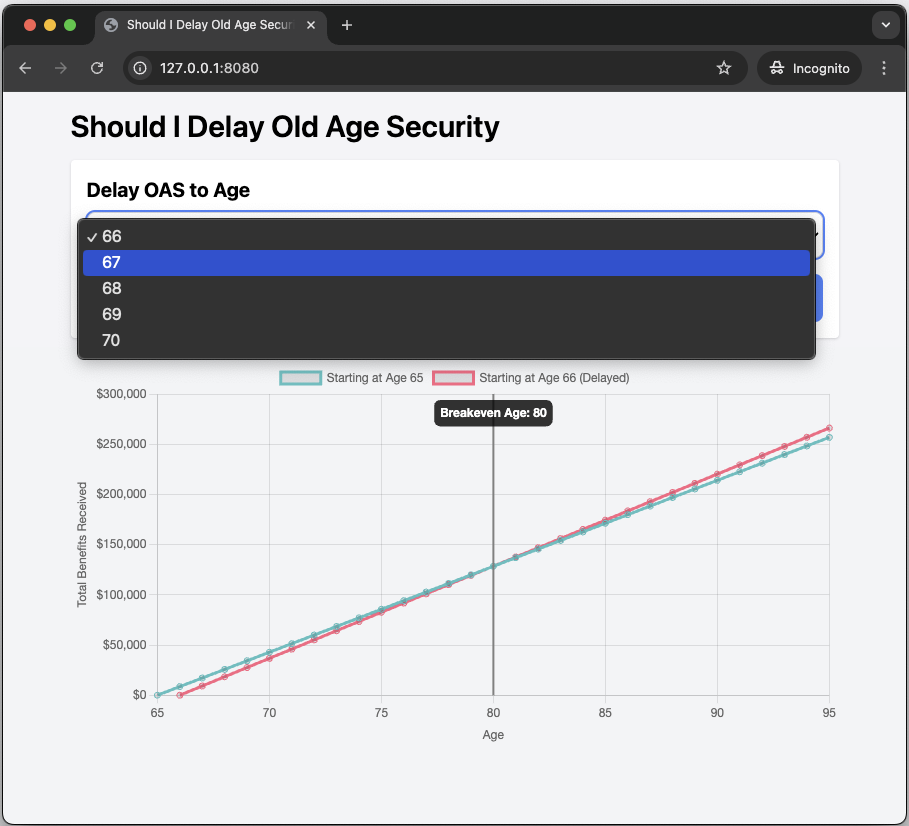 Should I Delay Old Age Secur
127.0.0.1:8080
Incognito
Should I Delay Old Age Security
Delay OAS to Age
✓ 66
67
68
69
70
Starting at Age 65 Starting at Age 66 (Delayed)
Breakeven Age: 80
Total Benefits Received
$300,000
$250,000
$200,000
$150,000
$100,000
$50,000
$0
65 70 75 80 85 90 95
Age